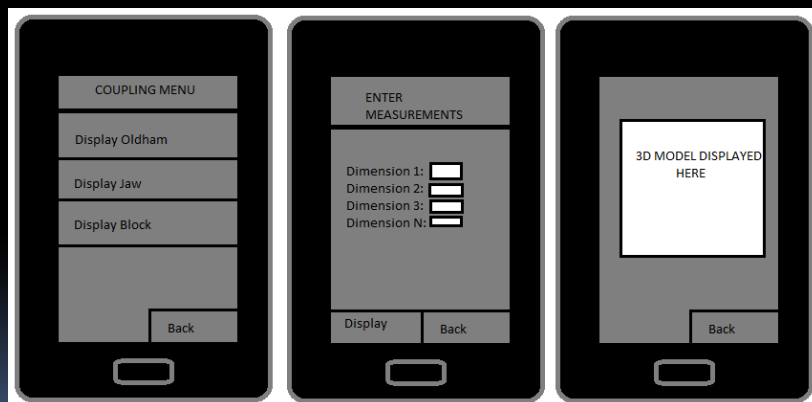 COUPLING MENU
Display Oldham
Display Jaw
Display Block
Back
ENTER
MEASUREMENTS
Dimension 1:
Dimension 2:
Dimension 3:
Dimension N:
Display
Back
3D MODEL DISPLAYED
HERE
Back